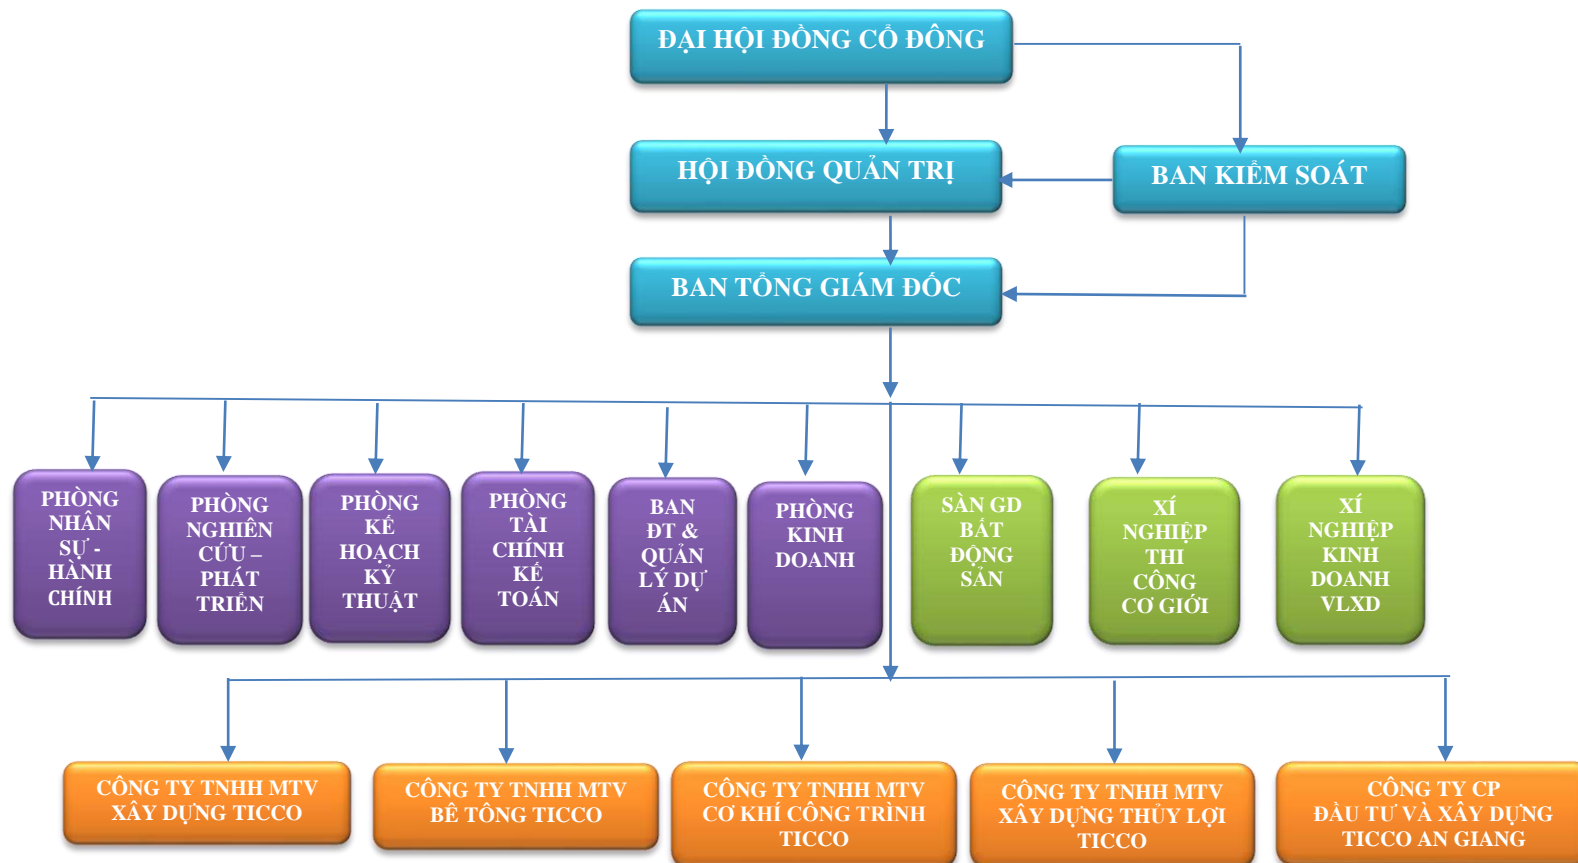 ĐẠI HỘI ĐỒNG CỔ ĐÔNG
HỘI ĐỒNG QUẢN TRỊ
BAN KIỂM SOÁT
BAN TỔNG GIÁM ĐỐC
PHÒNG
NHÂN
SỰ -
HÀNH
CHÍNH
PHÒNG
NGHIÊN
CỨU –
PHÁT
TRIỂN
PHÒNG
KẾ
HOẠCH
KỶ
THUẬT
PHÒNG
TÀI
CHÍNH
KẾ
TOÁN
BAN
ĐT &
QUẢN
LÝ DỰ
ÁN
PHÒNG
KINH
DOANH
SÀN GD
BẤT
ĐỘNG
SẢN
XÍ
NGHIỆP
THI
CÔNG
CƠ GIỚI
XÍ
NGHIỆP
KINH
DOANH
VLXD
CÔNG TY TNHH MTV
XÂY DỰNG TICCO
CÔNG TY TNHH MTV
BÊ TÔNG TICCO
CÔNG TY TNHH MTV
CƠ KHÍ CÔNG TRÌNH
TICCO
CÔNG TY TNHH MTV
XÂY DỰNG THỦY LỢI
TICCO
CÔNG TY CP
ĐẦU TƯ VÀ XÂY DỰNG
TICCO AN GIANG